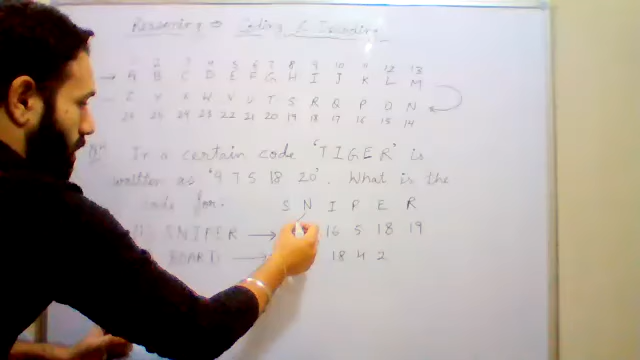 Reasoning ⇒ Coding & Decoding
2 3 4 5 6 7 8 9 10 11 12 13
→ A B C D E F G H I J K L M
Z Y X W V U T S R Q P O N
26 25 24 23 22 21 20 19 18 17 16 15 14
In a certain code 'TIGER' is
written as '9 7 5 18 20'. What is the
code for. S N I P E R
SNIPER → 16 5 18 19
BOARD → 18 4 2